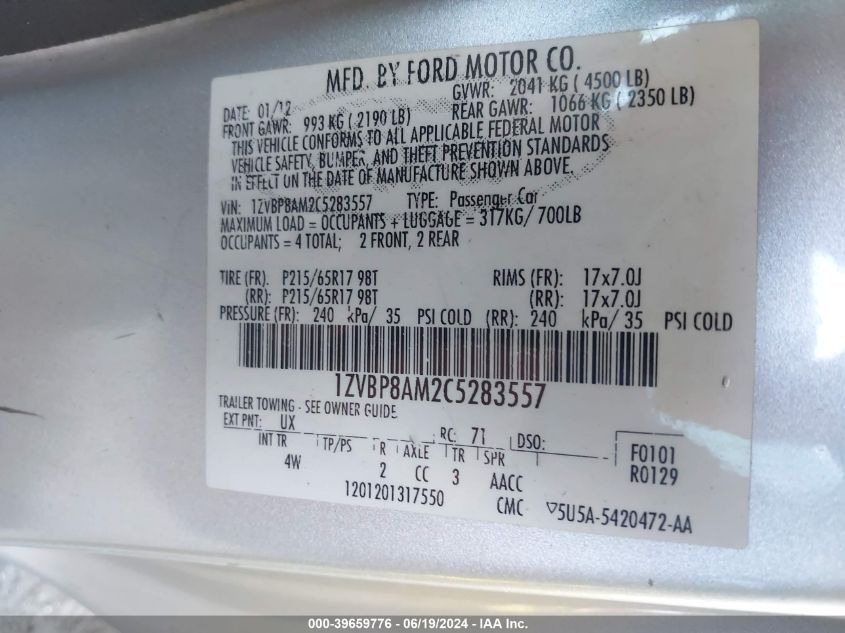 MFD. BY FORD MOTOR CO.
DATE: 01/12 GVWR: 2041 KG ( 4500 LB)
FRONT GAWR: 993 KG ( 2190 LB) REAR GAWR: 1066 KG ( 2350 LB)
THIS VEHICLE CONFORMS TO ALL APPLICABLE FEDERAL MOTOR
VEHICLE SAFETY, BUMPER, AND THEFT PREVENTION STANDARDS
IN EFFECT ON THE DATE OF MANUFACTURE SHOWN ABOVE.
VIN: 1ZVBP8AM2C5283557 TYPE: Passenger Car
MAXIMUM LOAD = OCCUPANTS + LUGGAGE = 317KG/ 700LB
OCCUPANTS = 4 TOTAL; 2 FRONT, 2 REAR
TIRE (FR): P215/65R17 98T RIMS (FR): 17x7.0J
(RR): P215/65R17 98T (RR): 17x7.0J
PRESSURE (FR): 240 kPa/ 35 PSI COLD (RR): 240 kPa/ 35 PSI COLD
1ZVBP8AM2C5283557
TRAILER TOWING - SEE OWNER GUIDE
EXT PNT: UX RC: 71 DSO: F0101
INT TR TP/PS R AXLE TR SPR R0129
4W 2 CC 3 AACC
1201201317550 CMC ▽5U5A-5420472-AA
000-39659776 - 06/19/2024 - IAA Inc.